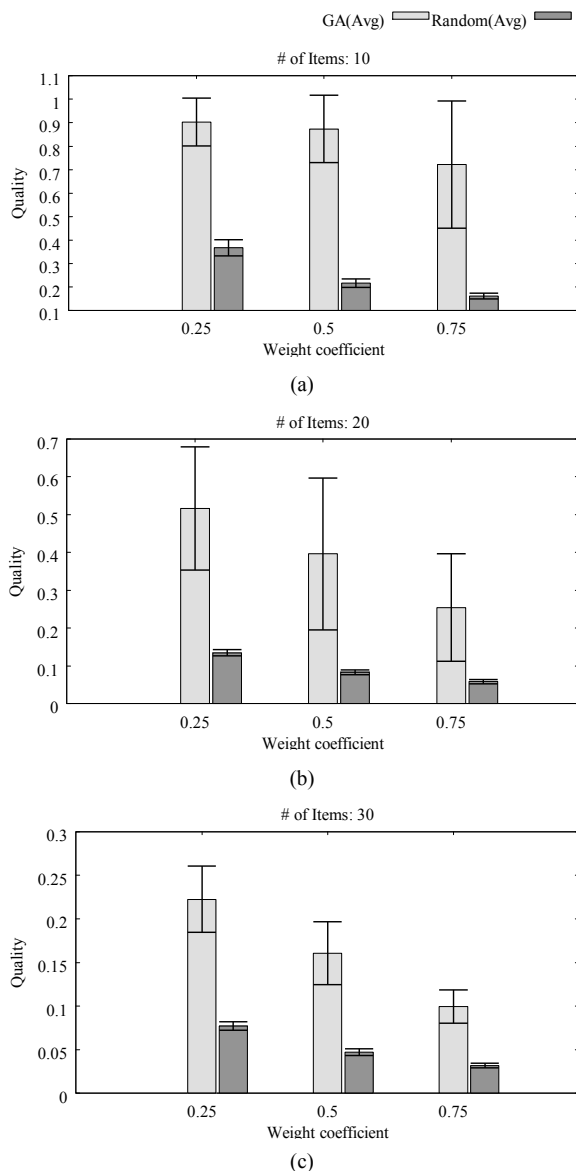 GA(Avg) Random(Avg)
# of Items: 10
1.1
1
0.9
0.8
0.7
0.6
0.5
0.4
0.3
0.2
0.1
Quality
0.25 0.5 0.75
Weight coefficient
(a)
# of Items: 20
0.7
0.6
0.5
0.4
0.3
0.2
0.1
0
Quality
0.25 0.5 0.75
Weight coefficient
(b)
# of Items: 30
0.3
0.25
0.2
0.15
0.1
0.05
0
Quality
0.25 0.5 0.75
Weight coefficient
(c)